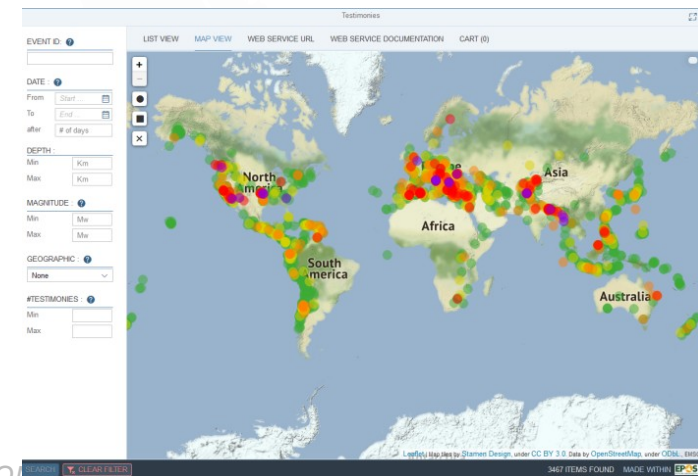 Testimonies
EVENT ID: ?
LIST VIEW MAP VIEW WEB SERVICE URL WEB SERVICE DOCUMENTATION CART (0)
DATE : ?
From Start ...
To End ...
after # of days
DEPTH :
Min Km
Max Km
MAGNITUDE : ?
Min Mw
Max Mw
GEOGRAPHIC : ?
None
#TESTIMONIES : ?
Min
Max
+
−
North America
Asia
Africa
South America
Australia
Leaflet | Map tiles by Stamen Design, under CC BY 3.0. Data by OpenStreetMap, under ODbL.
SEARCH CLEAR FILTER
3467 ITEMS FOUND MADE WITHIN EPOS